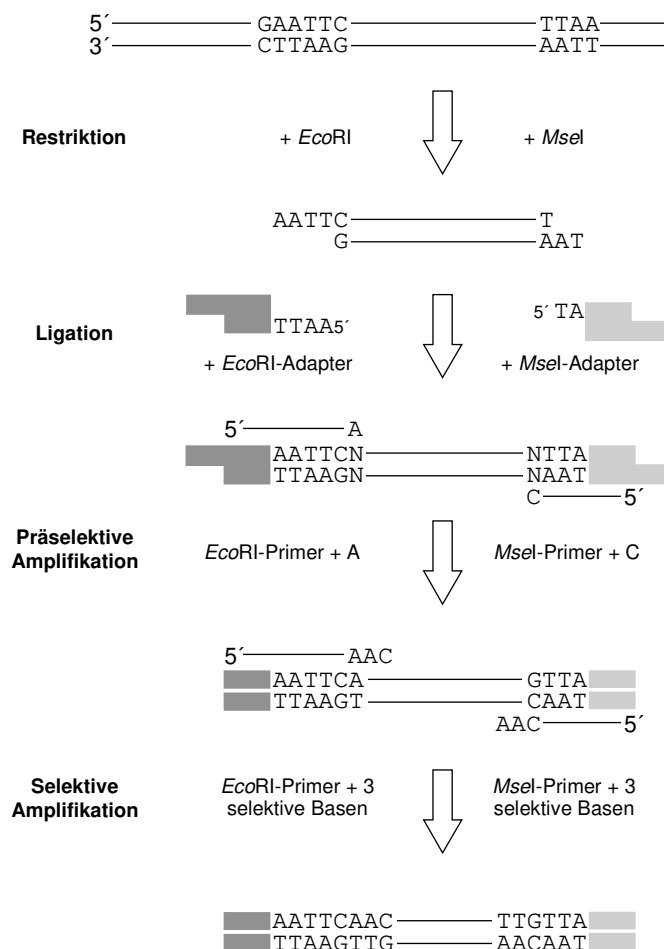 5´ GAATTC TTAA
3´ CTTAAG AATT
Restriktion + EcoRI + MseI
AATTC T
G AAT
TTAA5´ 5´ TA
Ligation
+ EcoRI-Adapter + MseI-Adapter
5´ A
AATTCN NTTA
TTAAGN NAAT
C 5´
Präselektive
Amplifikation
EcoRI-Primer + A MseI-Primer + C
5´ AAC
AATTCA GTTA
TTAAGT CAAT
AAC 5´
Selektive
Amplifikation
EcoRI-Primer + 3
selektive Basen
MseI-Primer + 3
selektive Basen
AATTCAAC TTGTTA
TTAAGTTG AACAAT